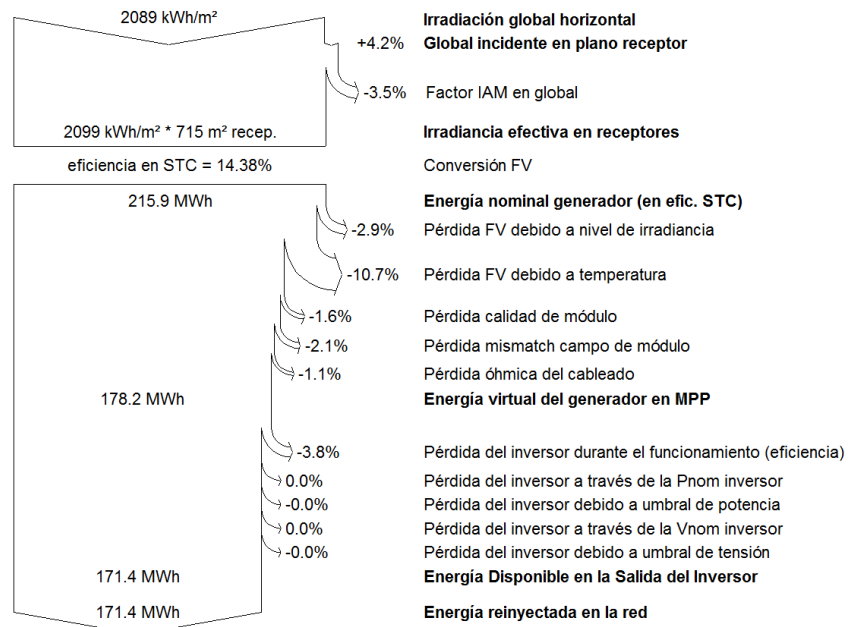 2089 kWh/m² Irradiación global horizontal
+4.2% Global incidente en plano receptor
-3.5% Factor IAM en global
2099 kWh/m² * 715 m² recep. Irradiancia efectiva en receptores
eficiencia en STC = 14.38% Conversión FV
215.9 MWh Energía nominal generador (en efic. STC)
-2.9% Pérdida FV debido a nivel de irradiancia
-10.7% Pérdida FV debido a temperatura
-1.6% Pérdida calidad de módulo
-2.1% Pérdida mismatch campo de módulo
-1.1% Pérdida óhmica del cableado
178.2 MWh Energía virtual del generador en MPP
-3.8% Pérdida del inversor durante el funcionamiento (eficiencia)
0.0% Pérdida del inversor a través de la Pnom inversor
-0.0% Pérdida del inversor debido a umbral de potencia
0.0% Pérdida del inversor a través de la Vnom inversor
-0.0% Pérdida del inversor debido a umbral de tensión
171.4 MWh Energía Disponible en la Salida del Inversor
171.4 MWh Energía reinyectada en la red